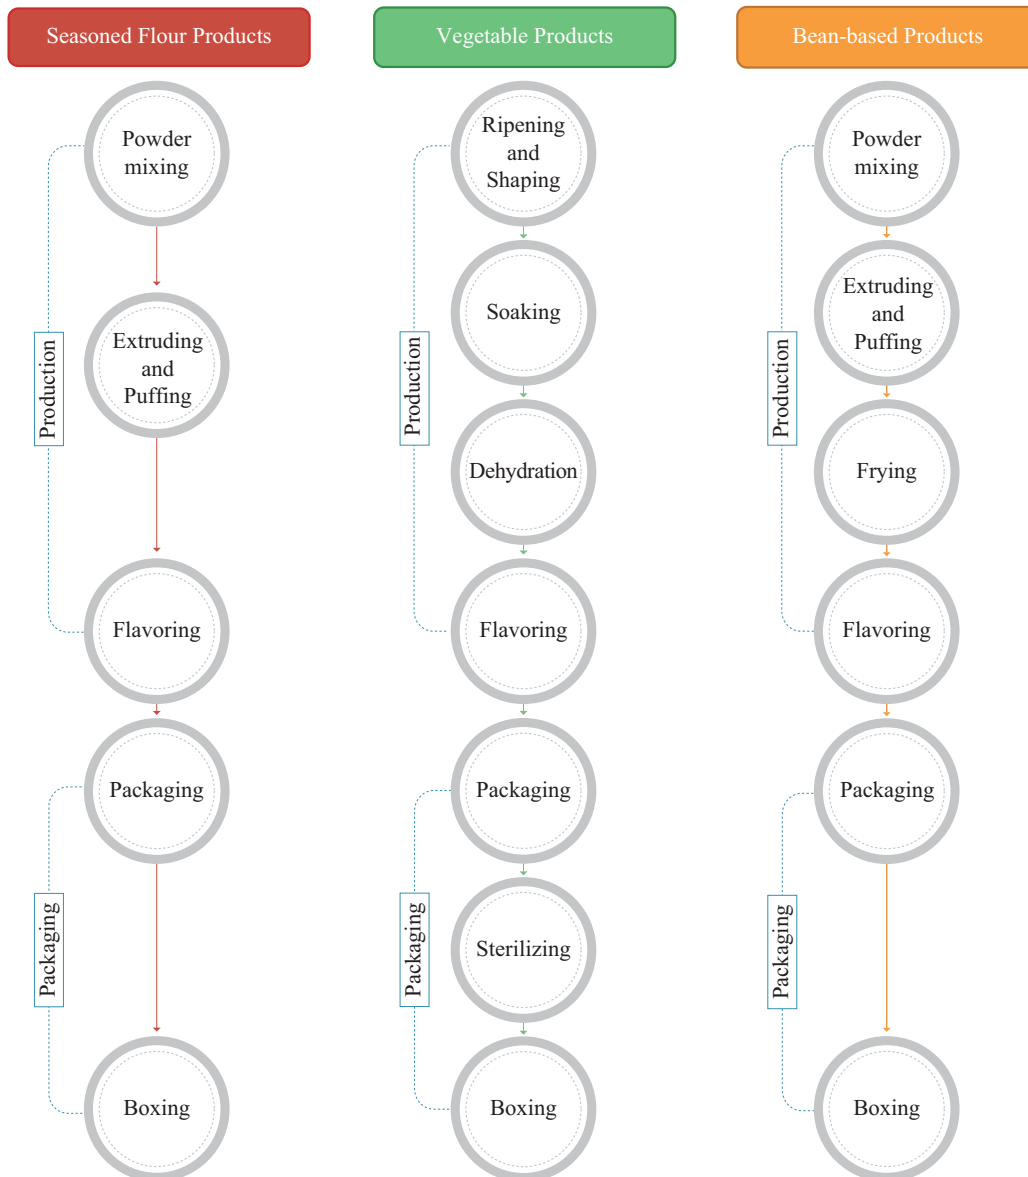 Seasoned Flour Products
Powder
mixing
Extruding
and
Puffing
Flavoring
Packaging
Boxing
Production
Packaging
Vegetable Products
Ripening
and
Shaping
Soaking
Dehydration
Flavoring
Packaging
Sterilizing
Boxing
Production
Packaging
Bean-based Products
Powder
mixing
Extruding
and
Puffing
Frying
Flavoring
Packaging
Boxing
Production
Packaging